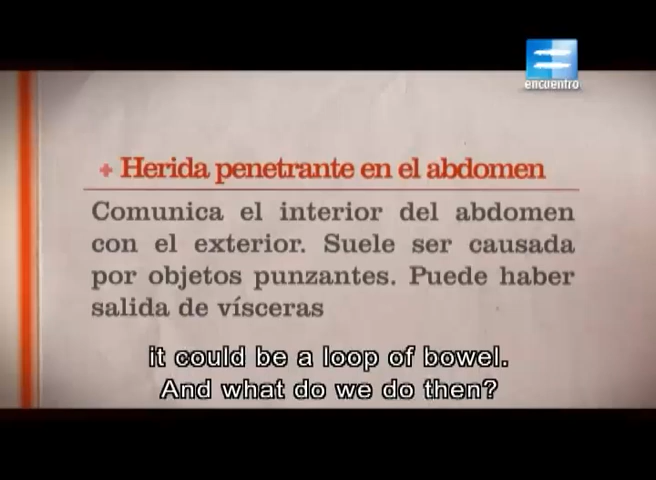 encuentro
+ Herida penetrante en el abdomen
Comunica el interior del abdomen
con el exterior. Suele ser causada
por objetos punzantes. Puede haber
salida de vísceras
it could be a loop of bowel.
And what do we do then?